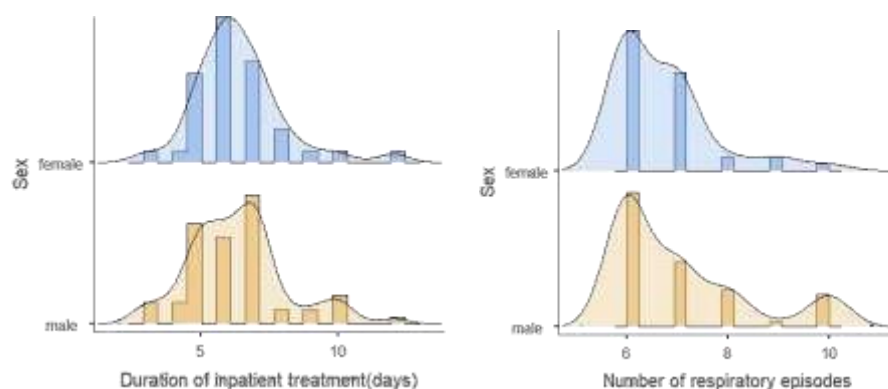 Sex
female
male
5 10
Duration of inpatient treatment(days)
Sex
female
male
6 8 10
Number of respiratory episodes